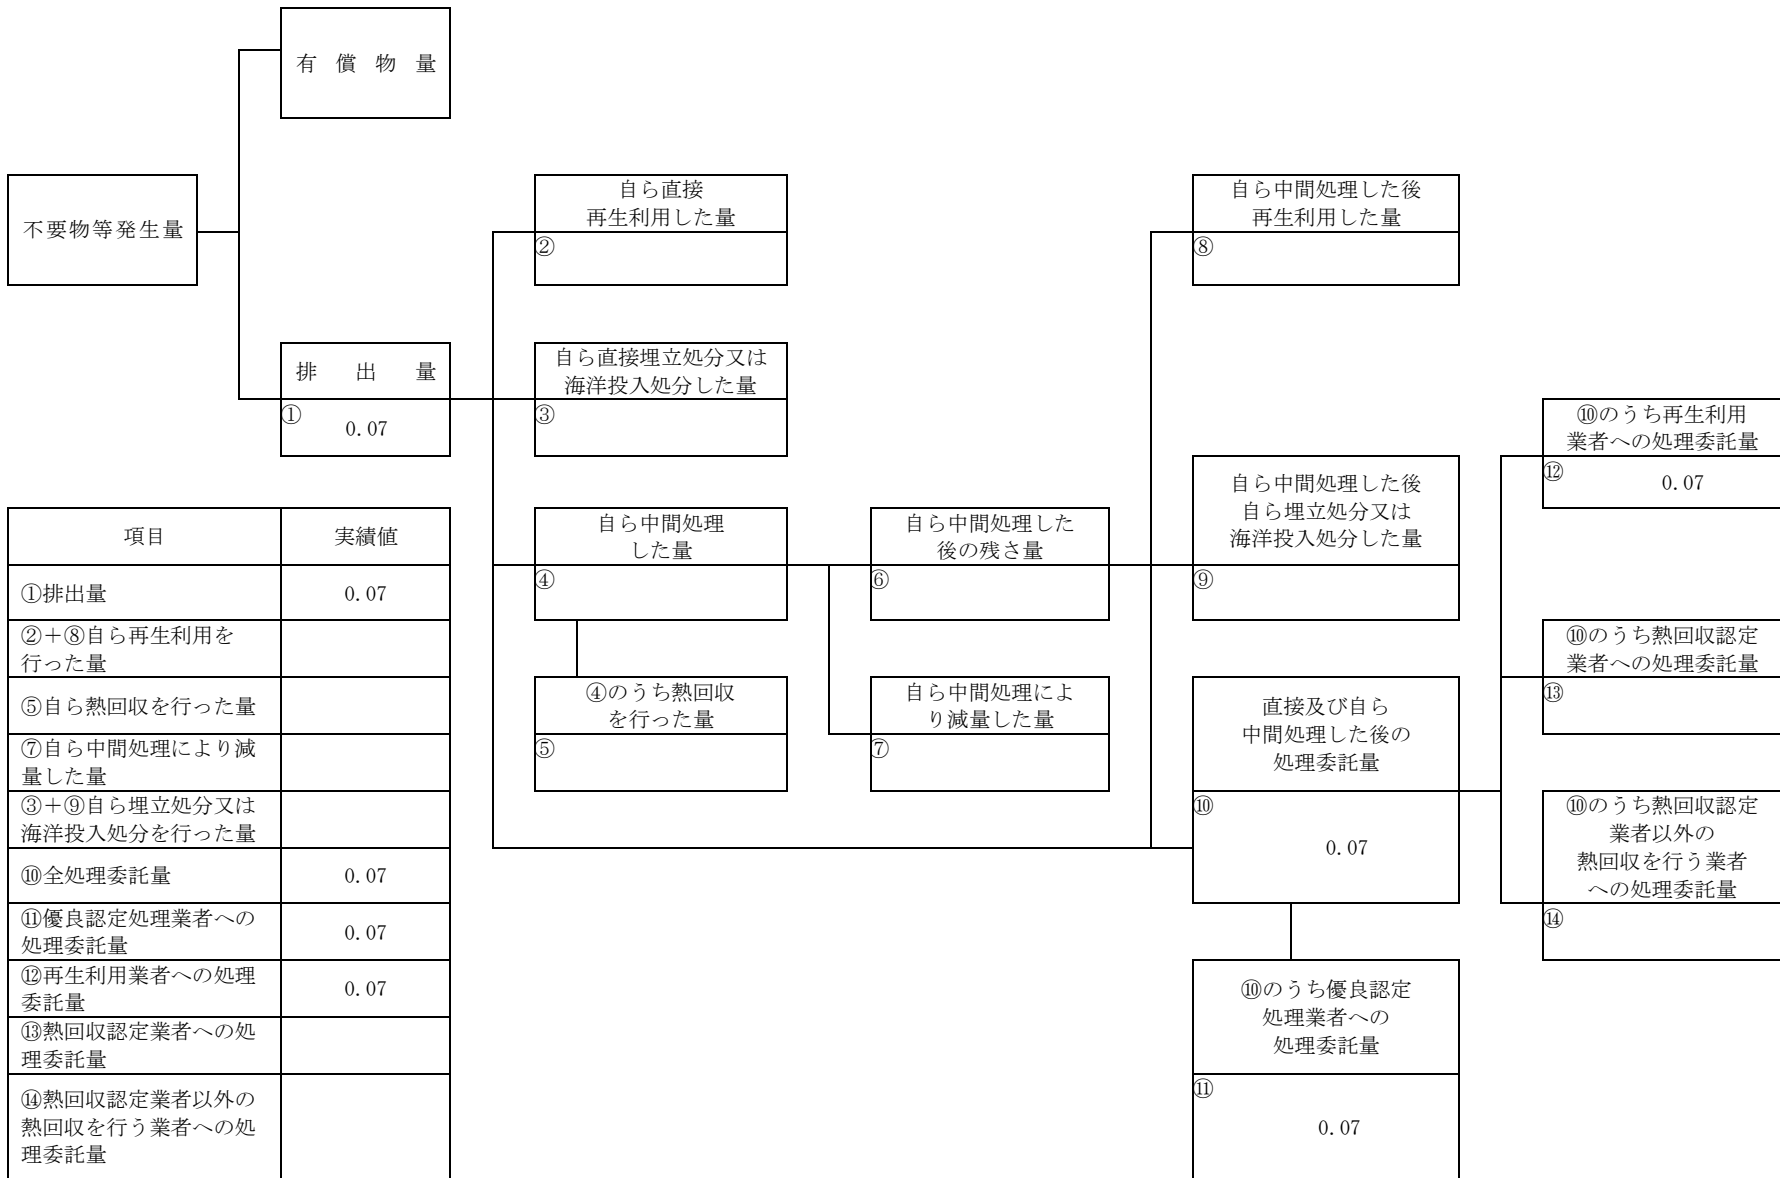 有償物量
不要物等発生量
自ら直接
再生利用した量
②
自ら中間処理した後
再生利用した量
⑧
排出量
①
0.07
自ら直接埋立処分又は
海洋投入処分した量
③
⑩のうち再生利用
業者への処理委託量
⑫
0.07
自ら中間処理
した量
④
自ら中間処理した
後の残さ量
⑥
自ら中間処理した後
自ら埋立処分又は
海洋投入処分した量
⑨
⑩のうち熱回収認定
業者への処理委託量
⑬
④のうち熱回収
を行った量
⑤
自ら中間処理によ
り減量した量
⑦
直接及び自ら
中間処理した後の
処理委託量
⑩
0.07
⑩のうち熱回収認定
業者以外の
熱回収を行う業者
への処理委託量
⑭
⑩のうち優良認定
処理業者への
処理委託量
⑪
0.07
項目 実績値
①排出量 0.07
②+⑧自ら再生利用を
行った量
⑤自ら熱回収を行った量
⑦自ら中間処理により減
量した量
③+⑨自ら埋立処分又は
海洋投入処分を行った量
⑩全処理委託量 0.07
⑪優良認定処理業者への
処理委託量 0.07
⑫再生利用業者への処理
委託量 0.07
⑬熱回収認定業者への処
理委託量
⑭熱回収認定業者以外の
熱回収を行う業者への処
理委託量